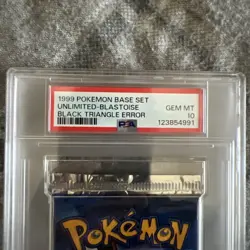 1999 POKEMON BASE SET
UNLIMITED-BLASTOISE
BLACK TRIANGLE ERROR
GEM MT
10
123854991
PSA
POKéMON